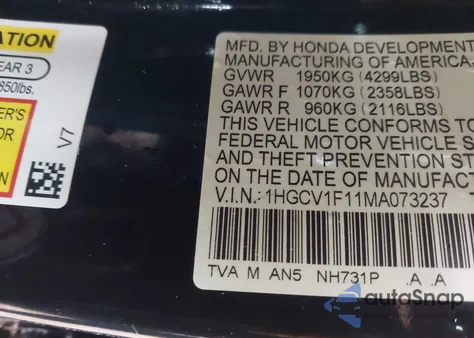 ATION
EAR 3
850lbs.
ER'S
OR
N
V7
MFG. BY HONDA DEVELOPMENT
MANUFACTURING OF AMERICA,
GVWR 1950KG (4299LBS)
GAWR F 1070KG (2358LBS)
GAWR R 960KG (2116LBS)
THIS VEHICLE CONFORMS TO
FEDERAL MOTOR VEHICLE S
AND THEFT PREVENTION ST
ON THE DATE OF MANUFACT
V.I.N.: 1HGCV1F11MA073237
TVA M AN5 NH731P .A .A
autoSnap